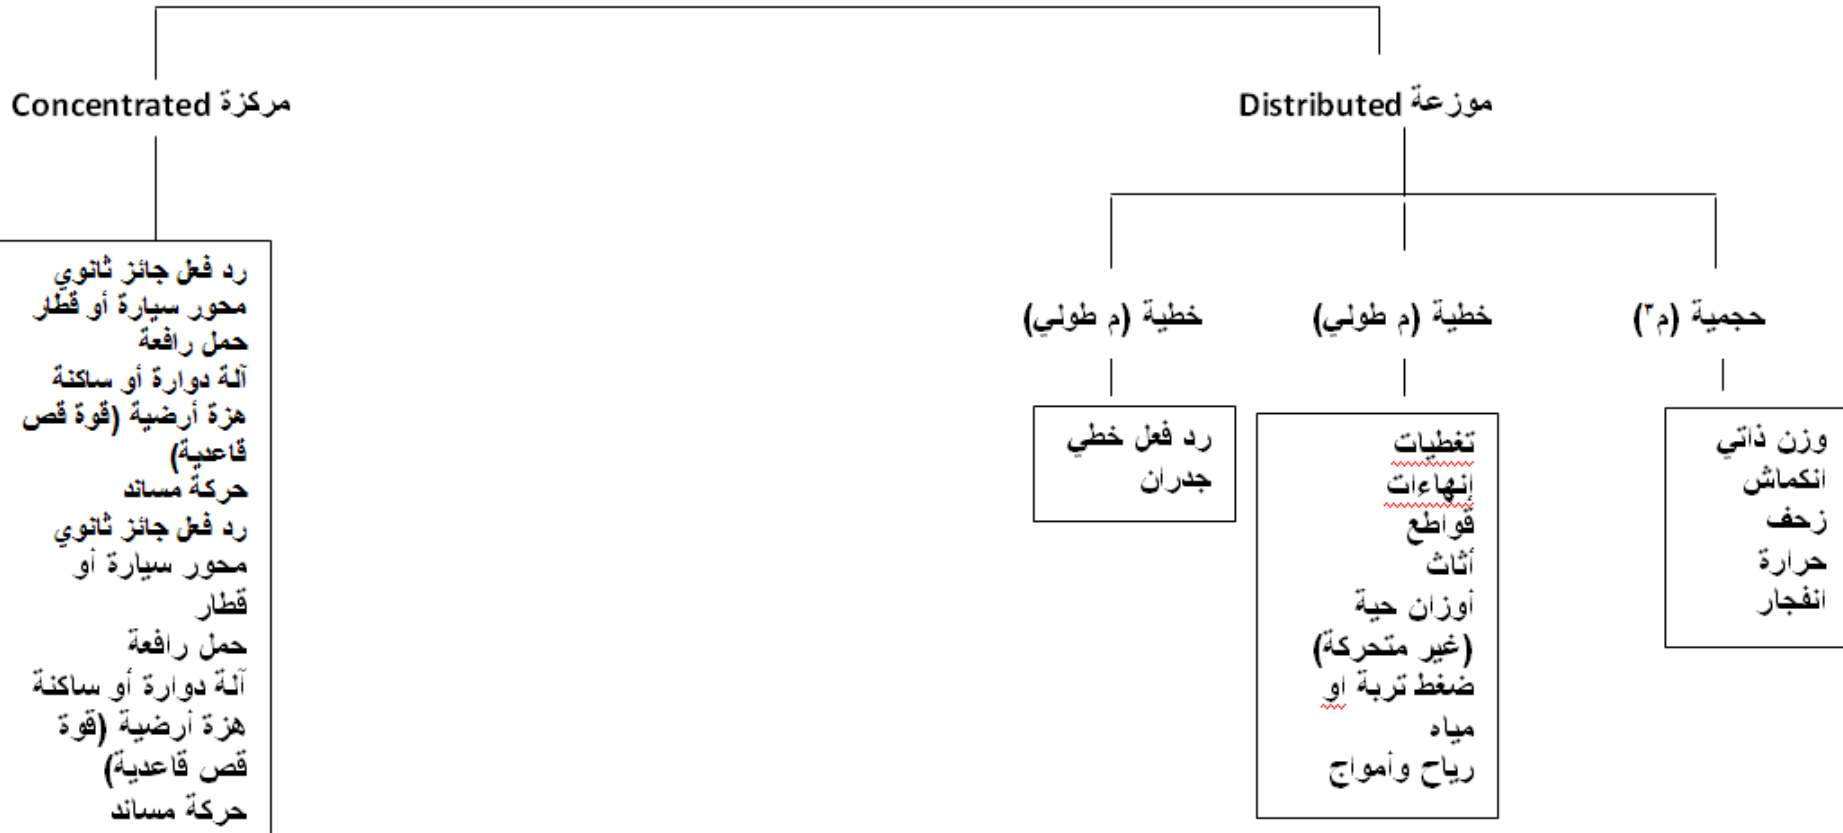 موزعة Distributed
مركزة Concentrated
حجمية (م٣)
خطية (م طولي)
خطية (م طولي)
وزن ذاتي
انكماش
زحف
حرارة
انفجار
تغطيات
إنهاءات
قواطع
أثاث
أوزان حية
(غير متحركة)
ضغط تربة او
مياه
رياح وأمواج
رد فعل خطي
جدران
رد فعل جائز ثانوي
محور سيارة أو قطار
حمل رافعة
آلة دوارة أو ساكنة
هزة أرضية (قوة قص
قاعدية)
حركة مساند
رد فعل جائز ثانوي
محور سيارة أو
قطار
حمل رافعة
آلة دوارة أو ساكنة
هزة أرضية (قوة
قص قاعدية)
حركة مساند